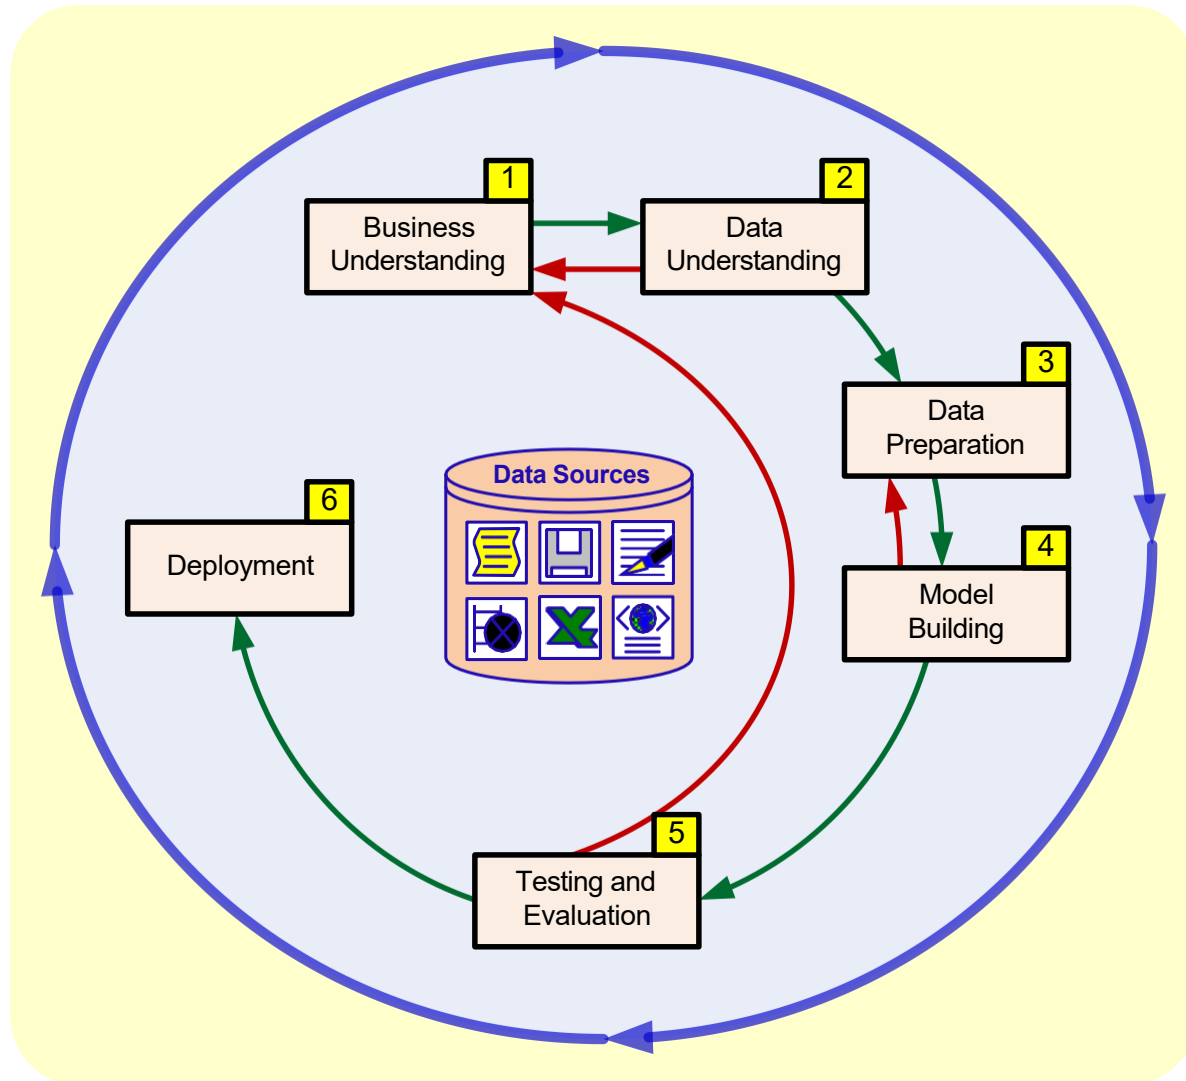 1
Business
Understanding
2
Data
Understanding
3
Data
Preparation
4
Model
Building
5
Testing and
Evaluation
6
Deployment
Data Sources